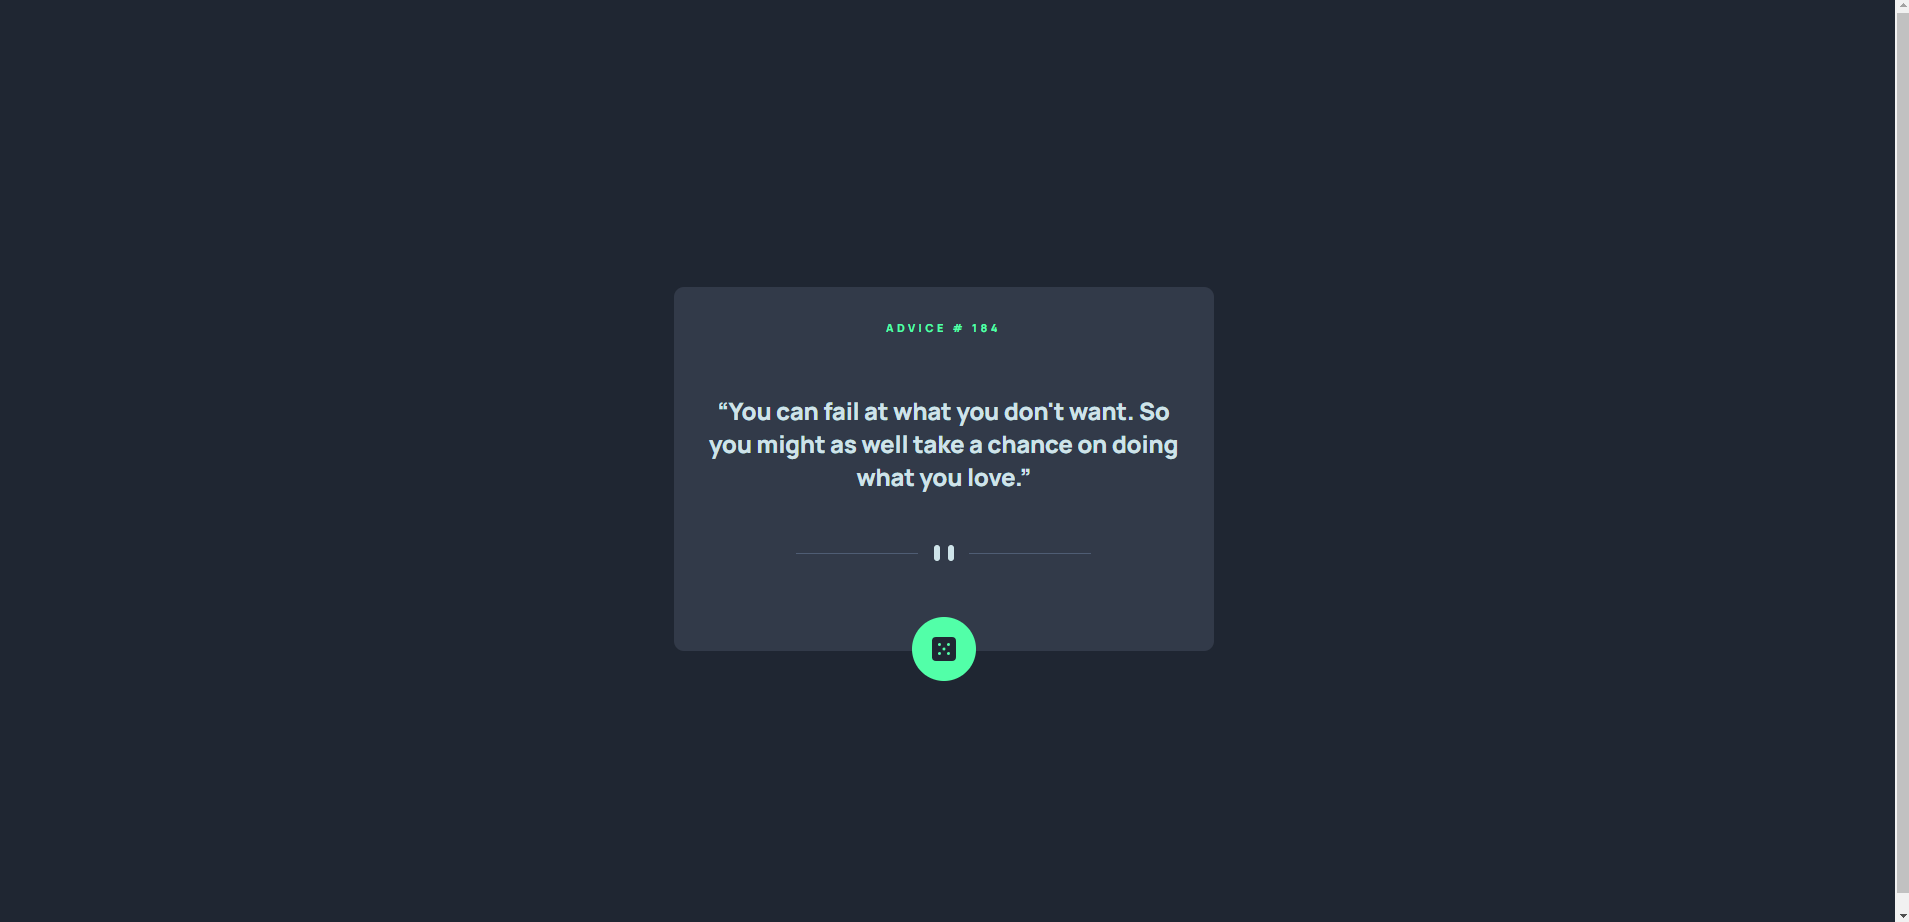 ADVICE # 184
“You can fail at what you don't want. So
you might as well take a chance on doing
what you love.”